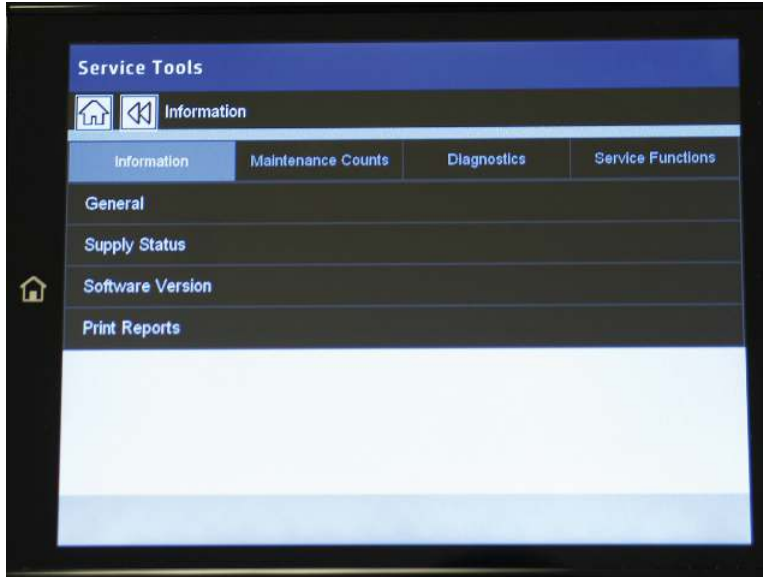 Service Tools
Information
Information Maintenance Counts Diagnostics Service Functions
General
Supply Status
Software Version
Print Reports